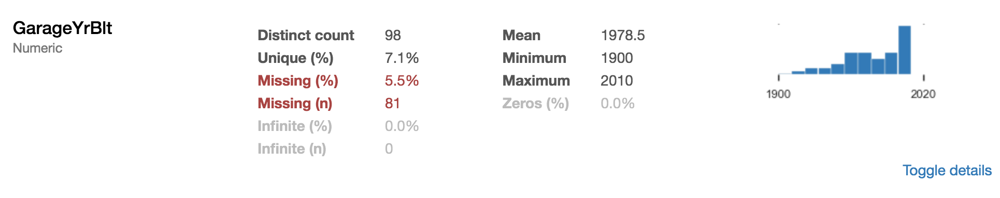 GarageYrBlt
Numeric
Distinct count 98
Unique (%) 7.1%
Missing (%) 5.5%
Missing (n) 81
Infinite (%) 0.0%
Infinite (n) 0
Mean 1978.5
Minimum 1900
Maximum 2010
Zeros (%) 0.0%
1900 2020
Toggle details